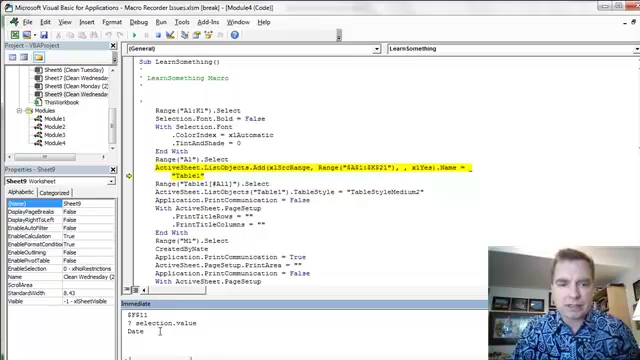 Microsoft Visual Basic for Applications - Macro Recorder Issues.xlsm [break] - [Module4 (Code)]
File Edit View Insert Format Debug Run Tools Add-Ins Window Help
Project - VBAProject
Sheet6 (Clean Tuesday)
Sheet7 (Clean Wednesday
Sheet8 (Clean Monday (2
Sheet9 (Clean Wednesday
ThisWorkbook
Modules
Module1
Module2
Module3
Module4
Properties - Sheet9
Sheet9 Worksheet
Alphabetic Categorized
(Name) Sheet9
DisplayPageBreaks False
DisplayRightToLeft False
EnableAutoFilter False
EnableCalculation True
EnableFormatCondition True
EnableOutlining False
EnablePivotTable False
EnableSelection 0 - xlNoRestrictions
Name Clean Wednesday
ScrollArea
StandardWidth 8.43
Visible -1 - xlSheetVisible
(General) LearnSomething
Sub LearnSomething()
'
' LearnSomething Macro
'
'
Range("A1:K1").Select
Selection.Font.Bold = False
With Selection.Font
.ColorIndex = xlAutomatic
.TintAndShade = 0
End With
Range("A1").Select
ActiveSheet.ListObjects.Add(xlSrcRange, Range("$A$1:$K$21"), , xlYes).Name = _
"Table1"
Range("Table1[#All]").Select
ActiveSheet.ListObjects("Table1").TableStyle = "TableStyleMedium2"
Application.PrintCommunication = False
With ActiveSheet.PageSetup
.PrintTitleRows = ""
.PrintTitleColumns = ""
End With
Range("M1").Select
CreatedByNate
Application.PrintCommunication = True
ActiveSheet.PageSetup.PrintArea = ""
Application.PrintCommunication = False
With ActiveSheet.PageSetup
Immediate
$F$11
? selection.value
Date